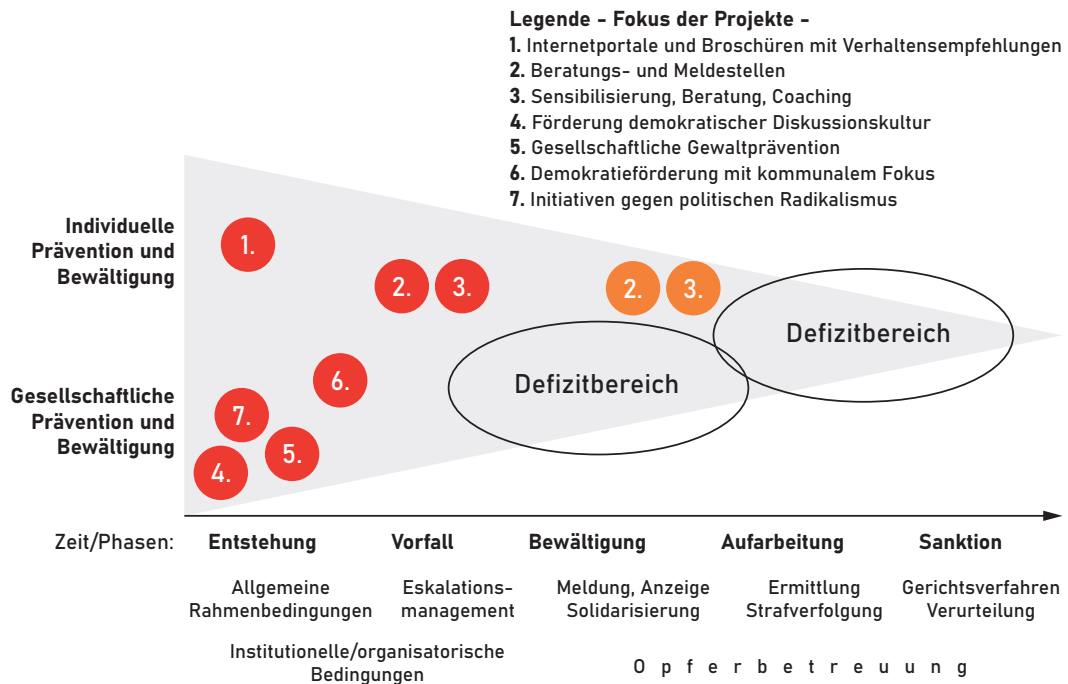 Legende - Fokus der Projekte -
1. Internetportale und Broschüren mit Verhaltensempfehlungen
2. Beratungs- und Meldestellen
3. Sensibilisierung, Beratung, Coaching
4. Förderung demokratischer Diskussionskultur
5. Gesellschaftliche Gewaltprävention
6. Demokratieförderung mit kommunalem Fokus
7. Initiativen gegen politischen Radikalismus
Individuelle
Prävention und
Bewältigung
1.
2.
3.
2.
3.
Defizitbereich
Defizitbereich
Gesellschaftliche
Prävention und
Bewältigung
6.
7.
5.
4.
Zeit/Phasen: Entstehung Vorfall Bewältigung Aufarbeitung Sanktion
Allgemeine Eskalations- Meldung, Anzeige Ermittlung Gerichtsverfahren
Rahmenbedingungen management Solidarisierung Strafverfolgung Verurteilung
Institutionelle/organisatorische
Bedingungen
O p f e r b e t r e u u n g